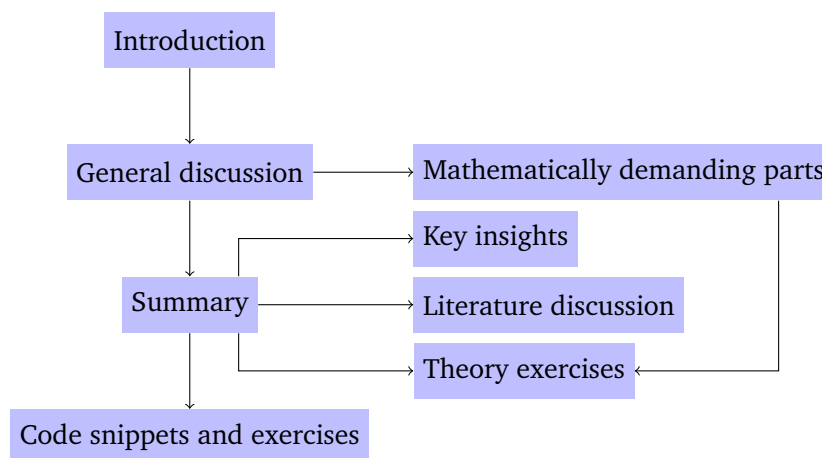 Introduction
General discussion
Mathematically demanding parts
Key insights
Summary
Literature discussion
Theory exercises
Code snippets and exercises